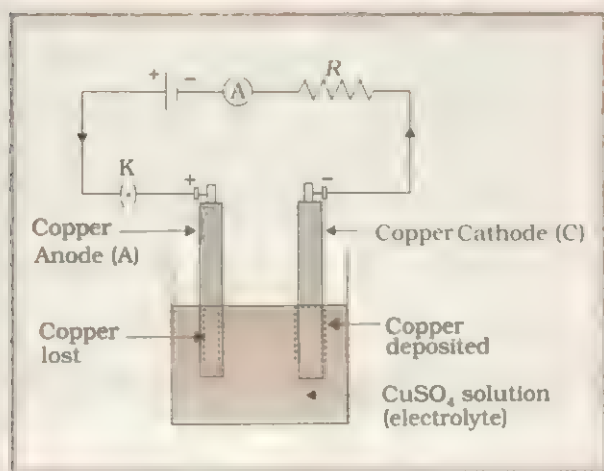 + −
A
R
K
+
−
Copper
Anode (A)
Copper Cathode (C)
Copper
lost
Copper
deposited
CuSO₄ solution
(electrolyte)